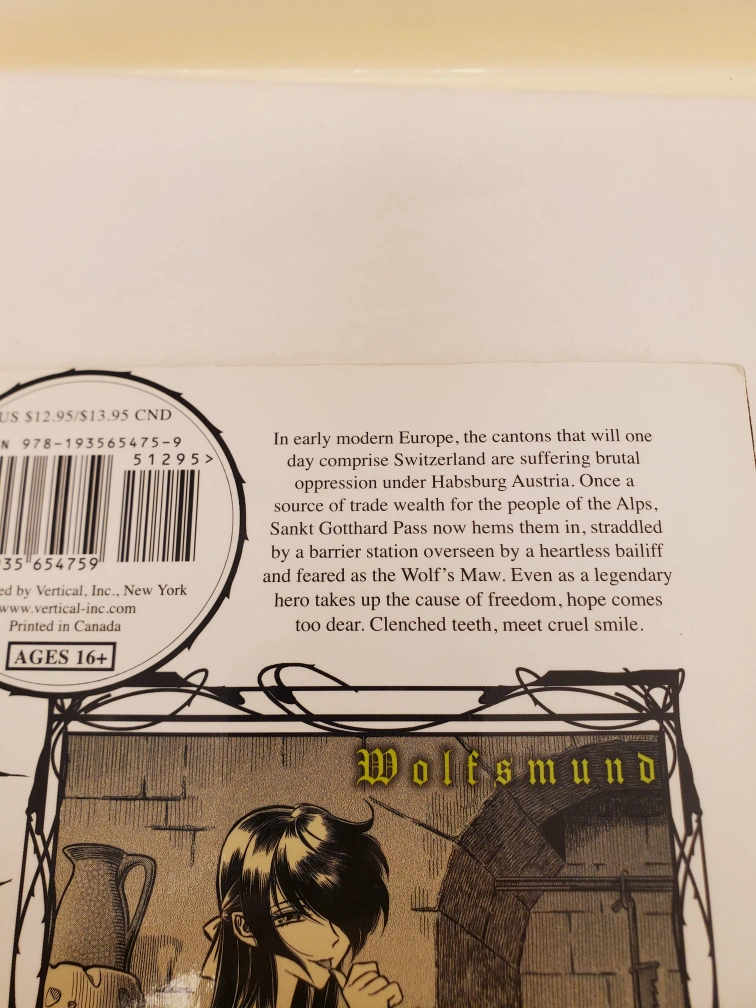 US $12.95/$13.95 CND
N 978-193565475-9
51295>
35 654759
ed by Vertical, Inc., New York
www.vertical-inc.com
Printed in Canada
AGES 16+
In early modern Europe, the cantons that will one
day comprise Switzerland are suffering brutal
oppression under Habsburg Austria. Once a
source of trade wealth for the people of the Alps,
Sankt Gotthard Pass now hems them in, straddled
by a barrier station overseen by a heartless bailiff
and feared as the Wolf's Maw. Even as a legendary
hero takes up the cause of freedom, hope comes
too dear. Clenched teeth, meet cruel smile.
Wolfsmund